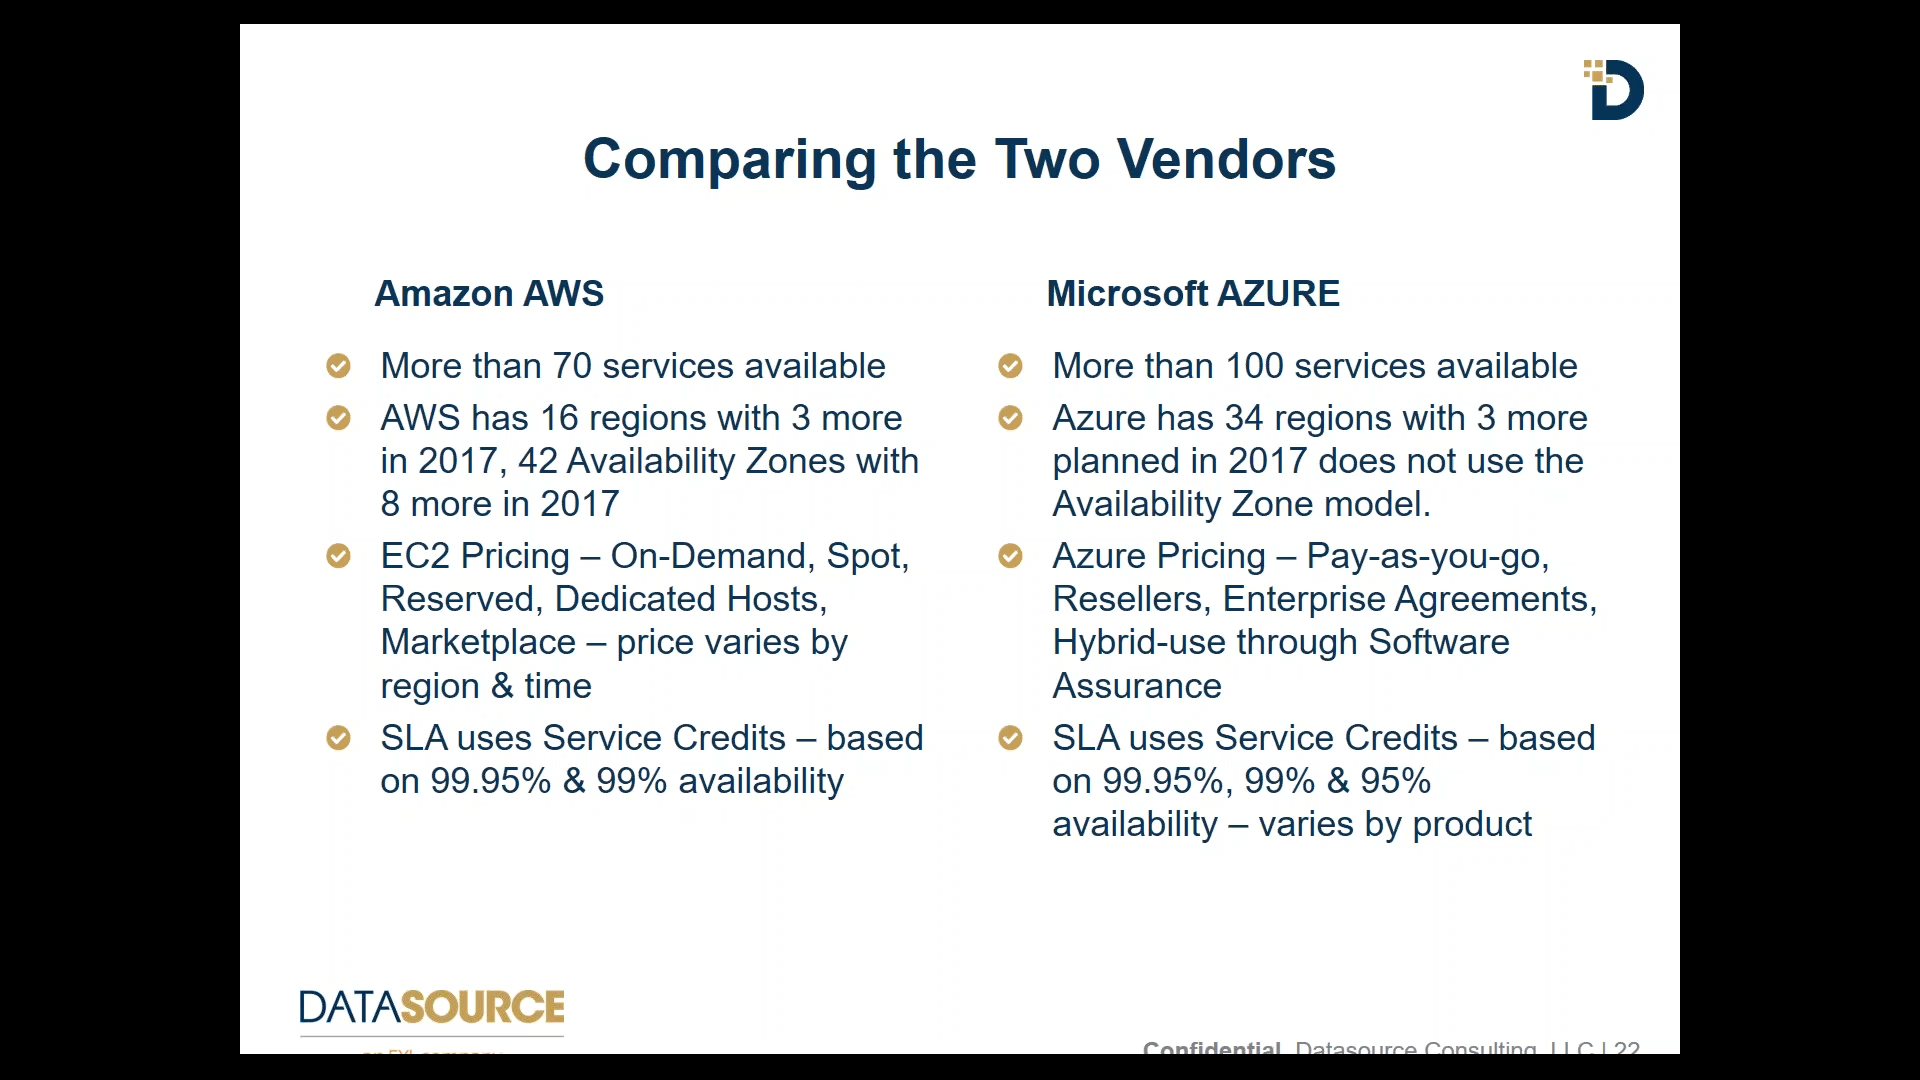 Comparing the Two Vendors
Amazon AWS
More than 70 services available
AWS has 16 regions with 3 more
in 2017, 42 Availability Zones with
8 more in 2017
EC2 Pricing – On-Demand, Spot,
Reserved, Dedicated Hosts,
Marketplace – price varies by
region & time
SLA uses Service Credits – based
on 99.95% & 99% availability
Microsoft AZURE
More than 100 services available
Azure has 34 regions with 3 more
planned in 2017 does not use the
Availability Zone model.
Azure Pricing – Pay-as-you-go,
Resellers, Enterprise Agreements,
Hybrid-use through Software
Assurance
SLA uses Service Credits – based
on 99.95%, 99% & 95%
availability – varies by product
DATASOURCE
an EXL company
Confidential Datasource Consulting, LLC | 22